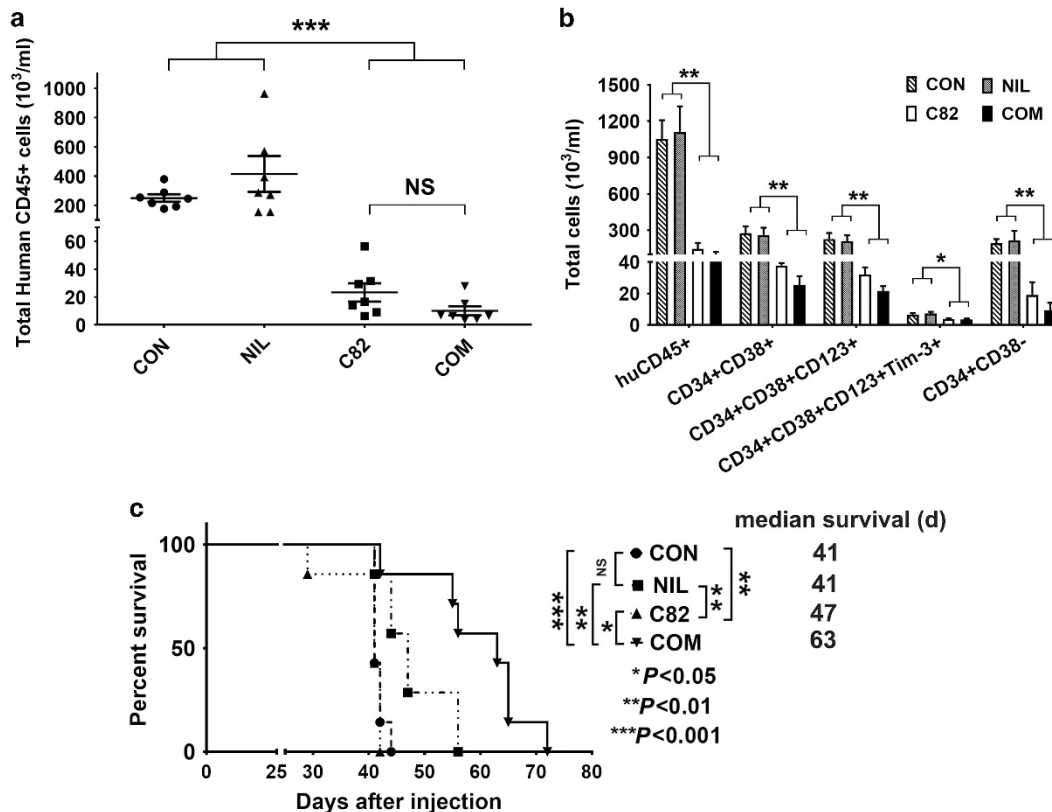 a
***
Total Human CD45+ cells (10³/ml)
1000
800
600
400
200
60
40
20
0
NS
CON
NIL
C82
COM
b
Total cells (10³/ml)
1500
1200
900
600
300
40
20
0
**
**
**
*
**
CON
NIL
C82
COM
huCD45+
CD34+CD38+
CD34+CD38+CD123+
CD34+CD38+CD123+Tim-3+
CD34+CD38-
c
Percent survival
100
50
0
0 25 30 40 50 60 70 80
Days after injection
median survival (d)
CON 41
NIL 41
C82 47
COM 63
***
**
*
NS
**
**
*P<0.05
**P<0.01
***P<0.001